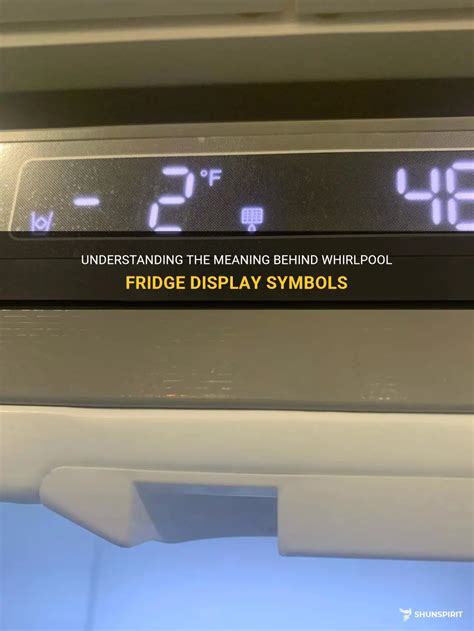 -2°F
UNDERSTANDING THE MEANING BEHIND WHIRLPOOL
FRIDGE DISPLAY SYMBOLS
SHUNSPIRIT